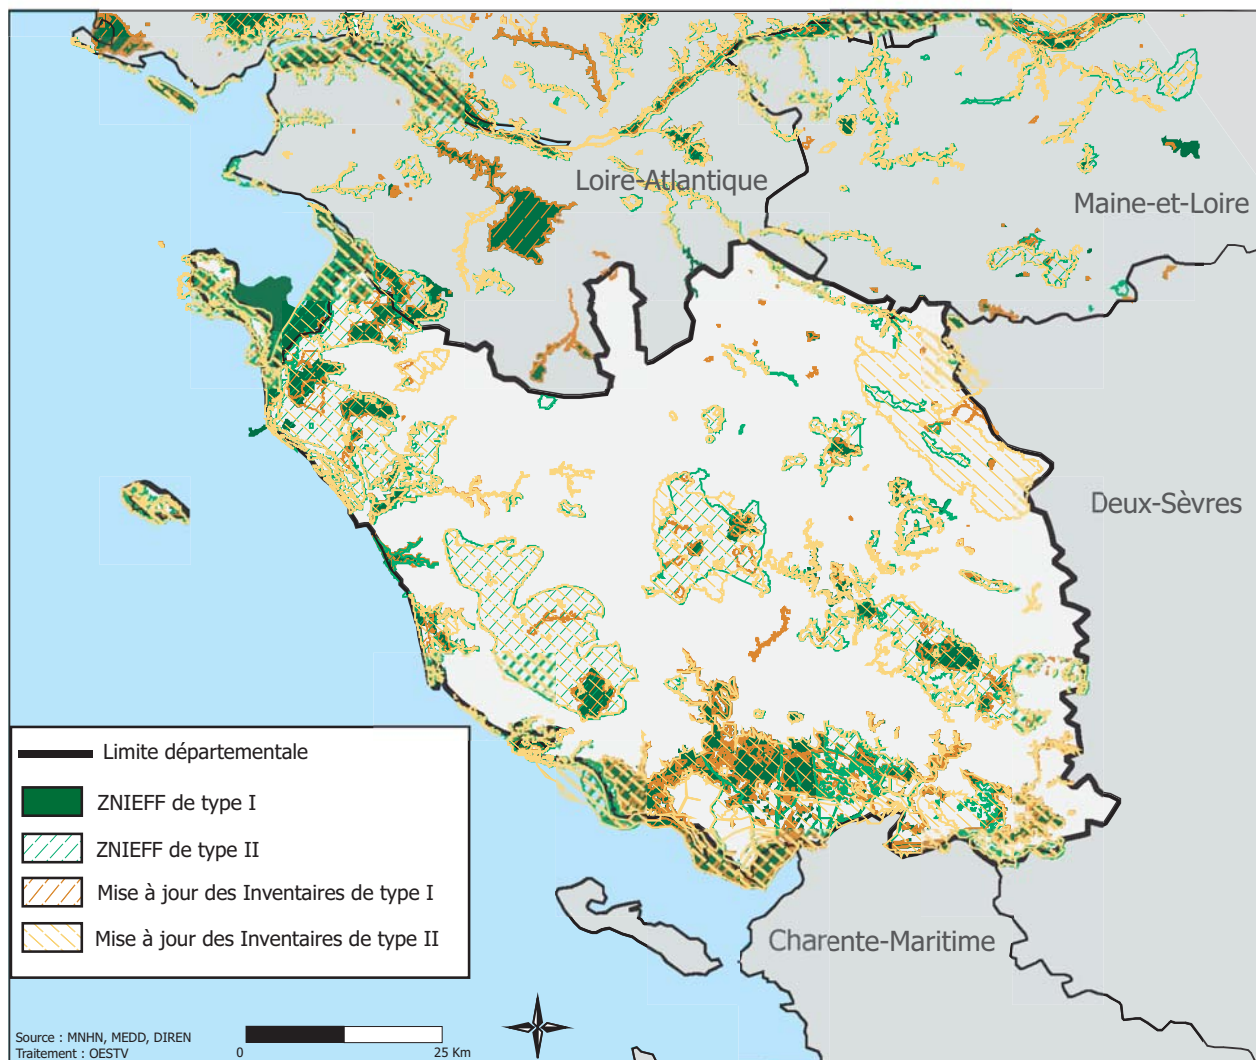 Loire-Atlantique
Maine-et-Loire
Deux-Sèvres
Limite départementale
ZNIEFF de type I
ZNIEFF de type II
Mise à jour des Inventaires de type I
Mise à jour des Inventaires de type II
Charente-Maritime
Source : MNHN, MEDD, DIREN
Traitement : OESTV
0 25 Km